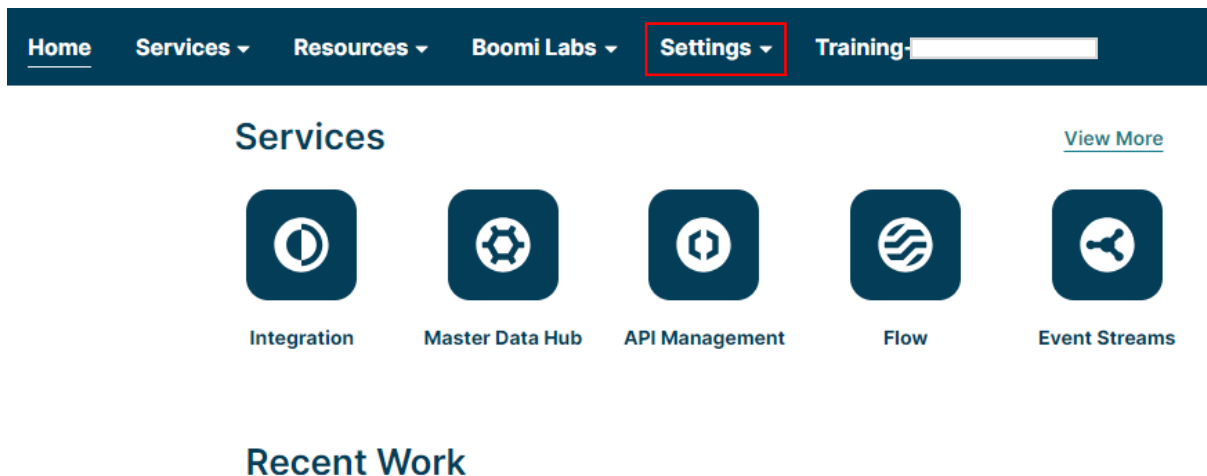 Home Services Resources Boomi Labs Settings Training-
Services View More
Integration Master Data Hub API Management Flow Event Streams
Recent Work